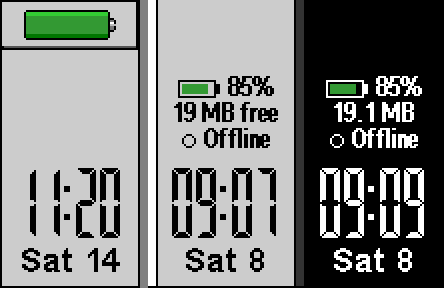 11:20
Sat 14
85%
19 MB free
Offline
09:07
Sat 8
85%
19.1 MB
Offline
09:09
Sat 8